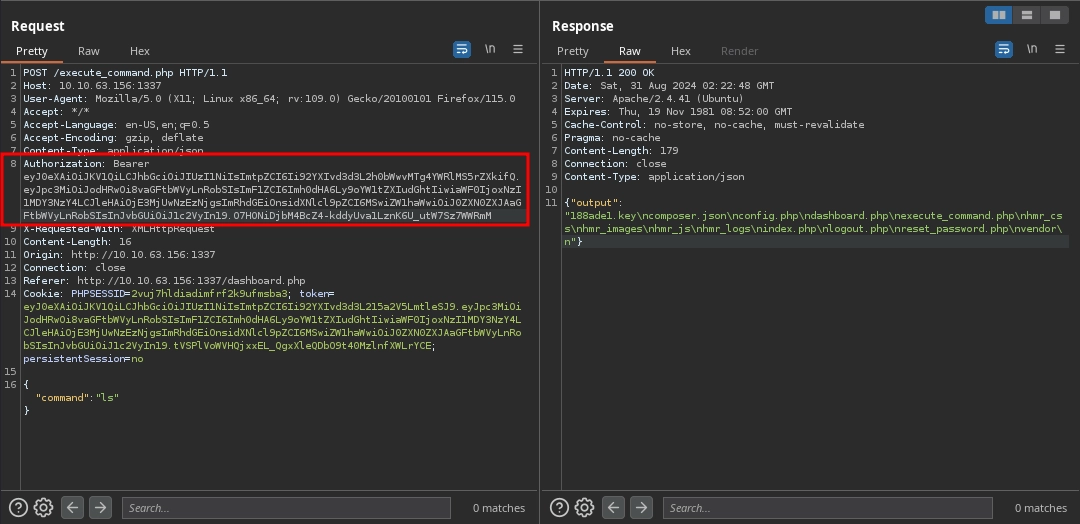 Request
Pretty Raw Hex
\n
1 POST /execute_command.php HTTP/1.1
2 Host: 10.10.63.156:1337
3 User-Agent: Mozilla/5.0 (X11; Linux x86_64; rv:109.0) Gecko/20100101 Firefox/115.0
4 Accept: */*
5 Accept-Language: en-US,en;q=0.5
6 Accept-Encoding: gzip, deflate
7 Content-Type: application/json
8 Authorization: Bearer
eyJ0eXAiOiJKV1QiLCJhbGciOiJIUzI1NiIsImtpZCI6Ii92YXIvd3d3L2h0bWwvMTg4YWRlMS5rZXkifQ.
eyJpc3MiOiJodHRwOi8vaGFtbWVyLnRobSIsImF1ZCI6Imh0dHA6Ly9oYW1tZXIudGhtIiwiaWF0IjoxNzI
1MDY3NzY4LCJleHAiOjE3MjUwNzEzNjgsImRhdGEiOnsidXNlcl9pZCI6MSwiZW1haWwiOiJ0ZXN0ZXJAaG
FtbWVyLnRobSIsInJvbGUiOiJ1c2VyIn19.O7HONiDjbM4BcZ4-kddyUva1LznK6U_utW7Sz7WWRmM
9 X-Requested-With: XMLHttpRequest
10 Content-Length: 16
11 Origin: http://10.10.63.156:1337
12 Connection: close
13 Referer: http://10.10.63.156:1337/dashboard.php
14 Cookie: PHPSESSID=2vuj7hldiadimfrf2k9ufmsba3; token=
eyJ0eXAiOiJKV1QiLCJhbGciOiJIUzI1NiIsImtpZCI6Ii92YXIvd3d3L215a2V5LmtleSJ9.eyJpc3MiOi
JodHRwOi8vaGFtbWVyLnRobSIsImF1ZCI6Imh0dHA6Ly9oYW1tZXIudGhtIiwiaWF0IjoxNzI1MDY3NzY4L
CJleHAiOjE3MjUwNzEzNjgsImRhdGEiOnsidXNlcl9pZCI6MSwiZW1haWwiOiJ0ZXN0ZXJAaGFtbWVyLnRo
bSIsInJvbGUiOiJ1c2VyIn19.tVSPlVoWVHQjxxEL_QgxXleQDbO9t40MzlnfXWLrYCE;
persistentSession=no
15
16 {
"command":"ls"
}
Search...
0 matches
Response
Pretty Raw Hex Render
\n
1 HTTP/1.1 200 OK
2 Date: Sat, 31 Aug 2024 02:22:48 GMT
3 Server: Apache/2.4.41 (Ubuntu)
4 Expires: Thu, 19 Nov 1981 08:52:00 GMT
5 Cache-Control: no-store, no-cache, must-revalidate
6 Pragma: no-cache
7 Content-Length: 179
8 Connection: close
9 Content-Type: application/json
10
11 {"output":
"188ade1.key\ncomposer.json\nconfig.php\ndashboard.php\nexecute_command.php\nhmr_cs
s\nhmr_images\nhmr_js\nhmr_logs\nindex.php\nlogout.php\nreset_password.php\nvendor\
n"}
Search...
0 matches